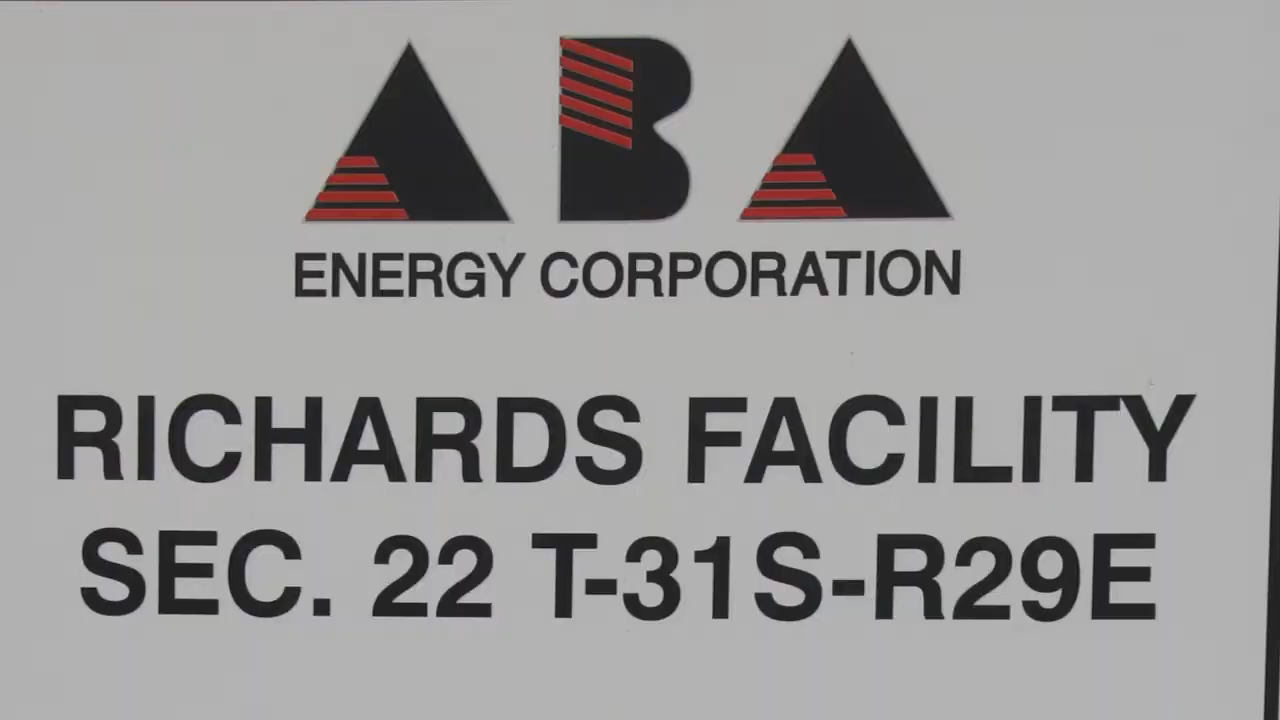 ABA
ENERGY CORPORATION
RICHARDS FACILITY
SEC. 22 T-31S-R29E